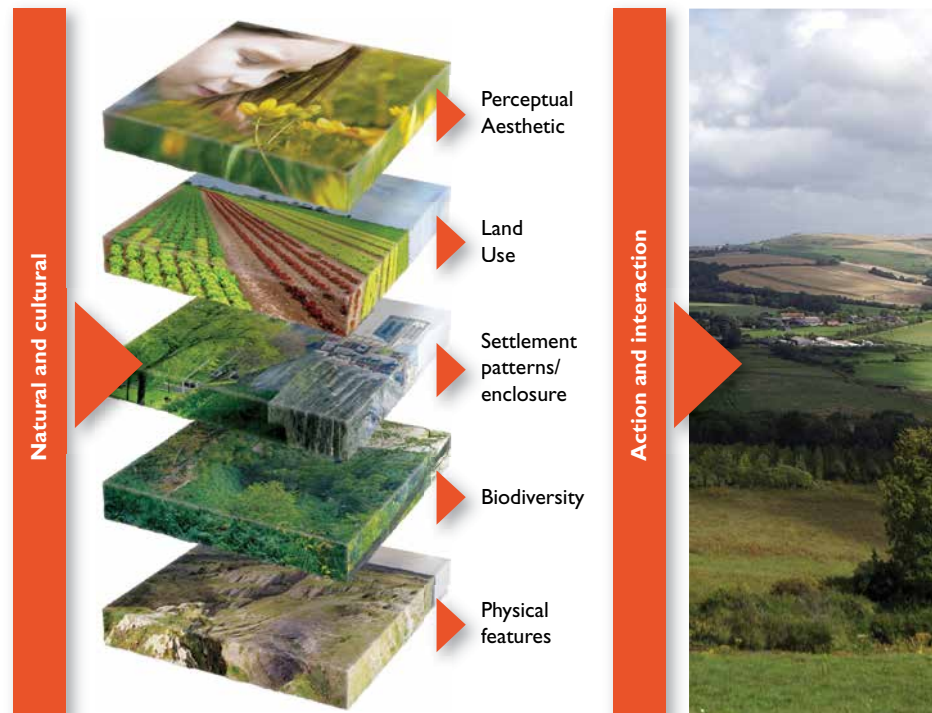 Natural and cultural
Perceptual
Aesthetic
Land
Use
Settlement
patterns/
enclosure
Biodiversity
Physical
features
Action and interaction